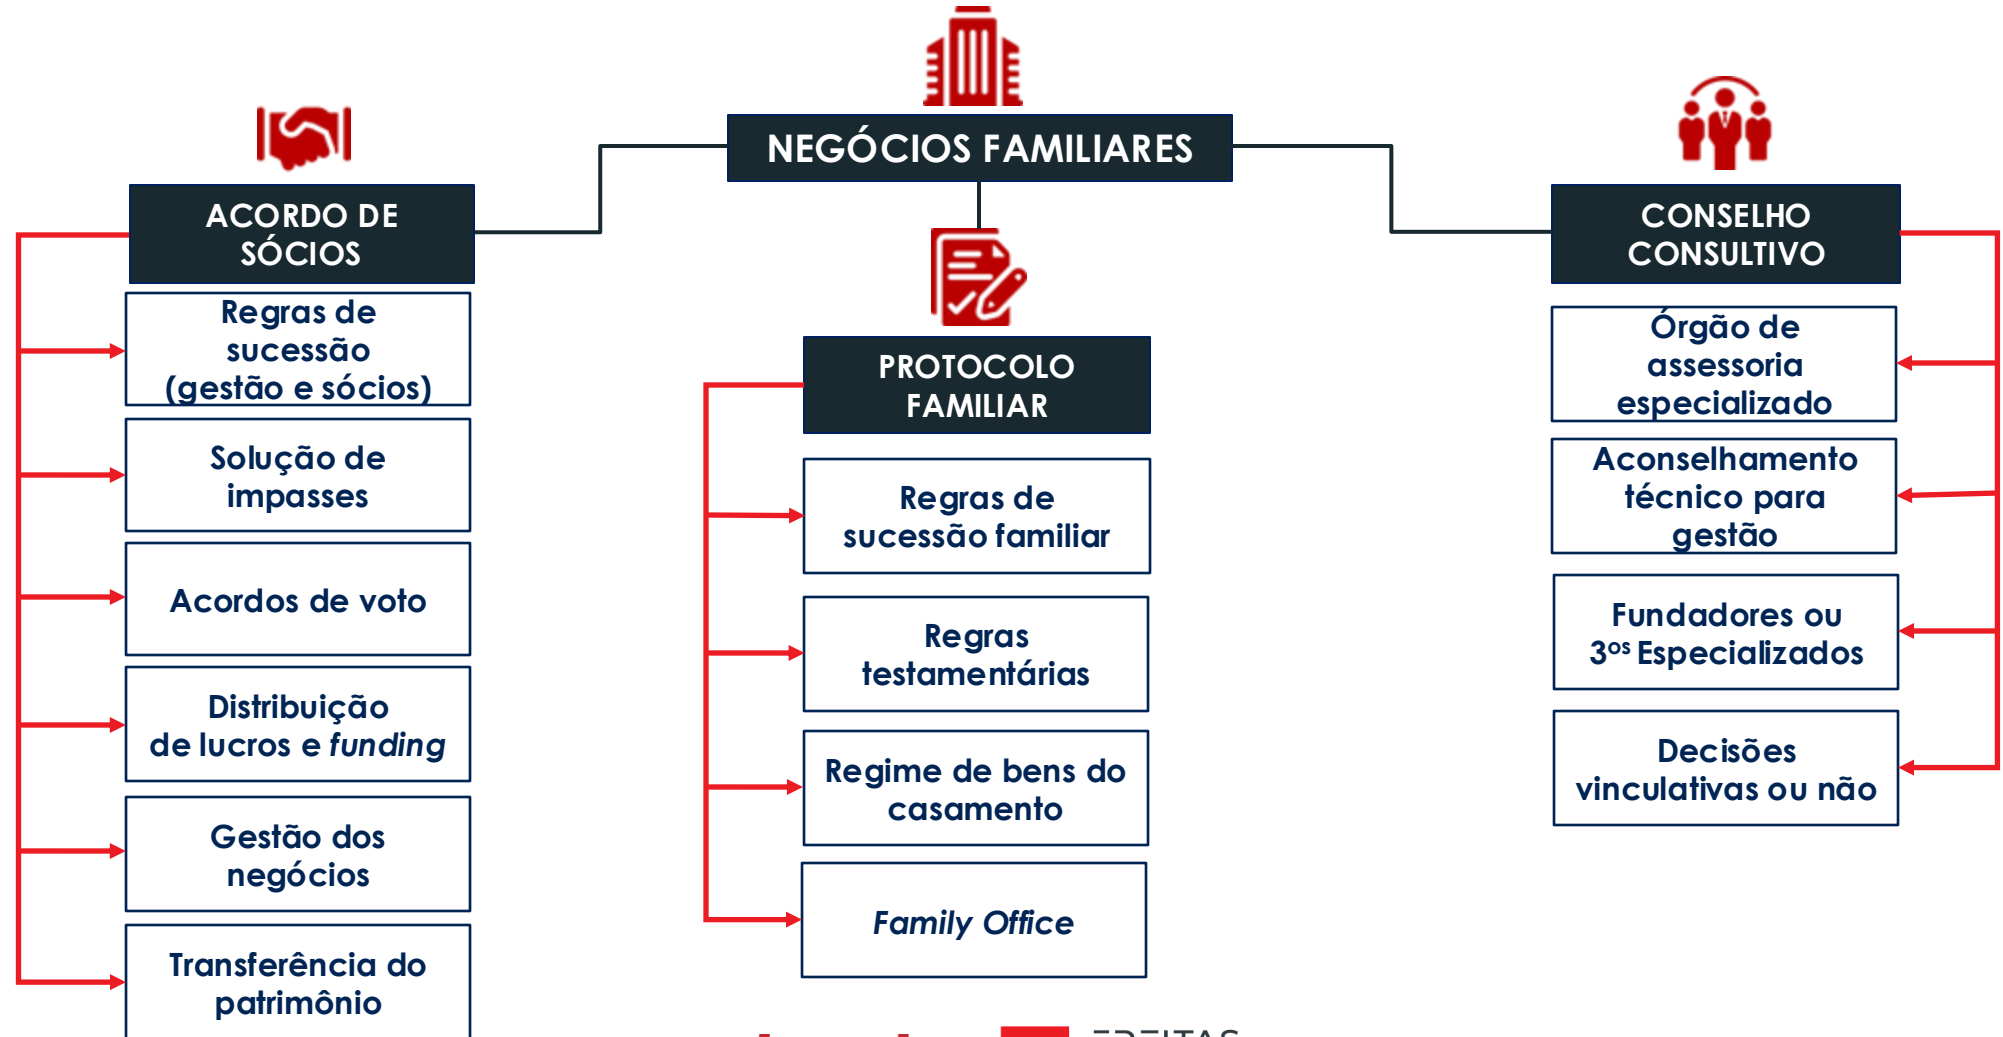 NEGÓCIOS FAMILIARES
ACORDO DE
SÓCIOS
Regras de
sucessão
(gestão e sócios)
Solução de
impasses
Acordos de voto
Distribuição
de lucros e funding
Gestão dos
negócios
Transferência do
patrimônio
PROTOCOLO
FAMILIAR
Regras de
sucessão familiar
Regras
testamentárias
Regime de bens do
casamento
Family Office
CONSELHO
CONSULTIVO
Órgão de
assessoria
especializado
Aconselhamento
técnico para
gestão
Fundadores ou
3os Especializados
Decisões
vinculativas ou não
FREITAS